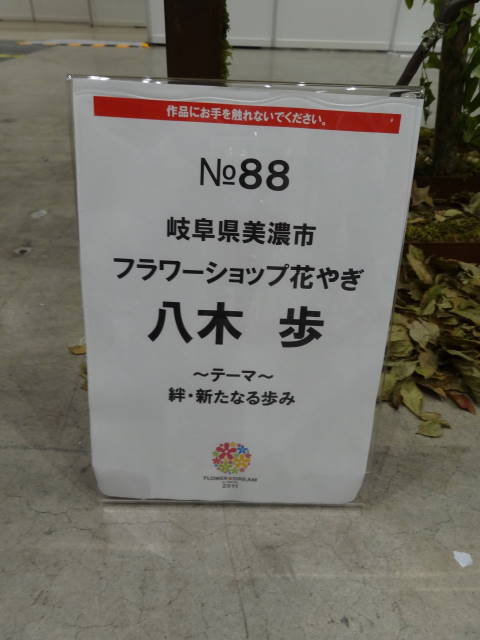 作品にお手を触れないでください。
№88
岐阜県美濃市
フラワーショップ花やぎ
八木 歩
～テーマ～
絆・新たなる歩み
FLOWER DREAM
2011